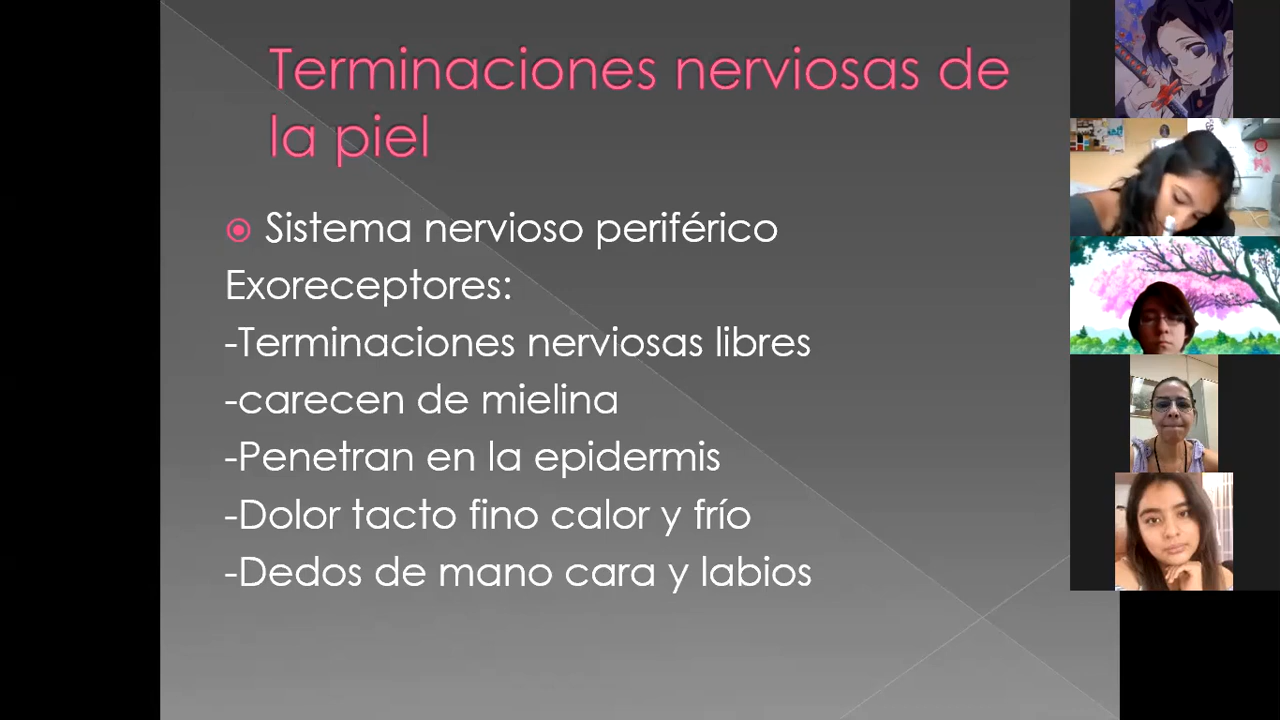 Terminaciones nerviosas de
la piel
Sistema nervioso periférico
Exoreceptores:
-Terminaciones nerviosas libres
-carecen de mielina
-Penetran en la epidermis
-Dolor tacto fino calor y frío
-Dedos de mano cara y labios